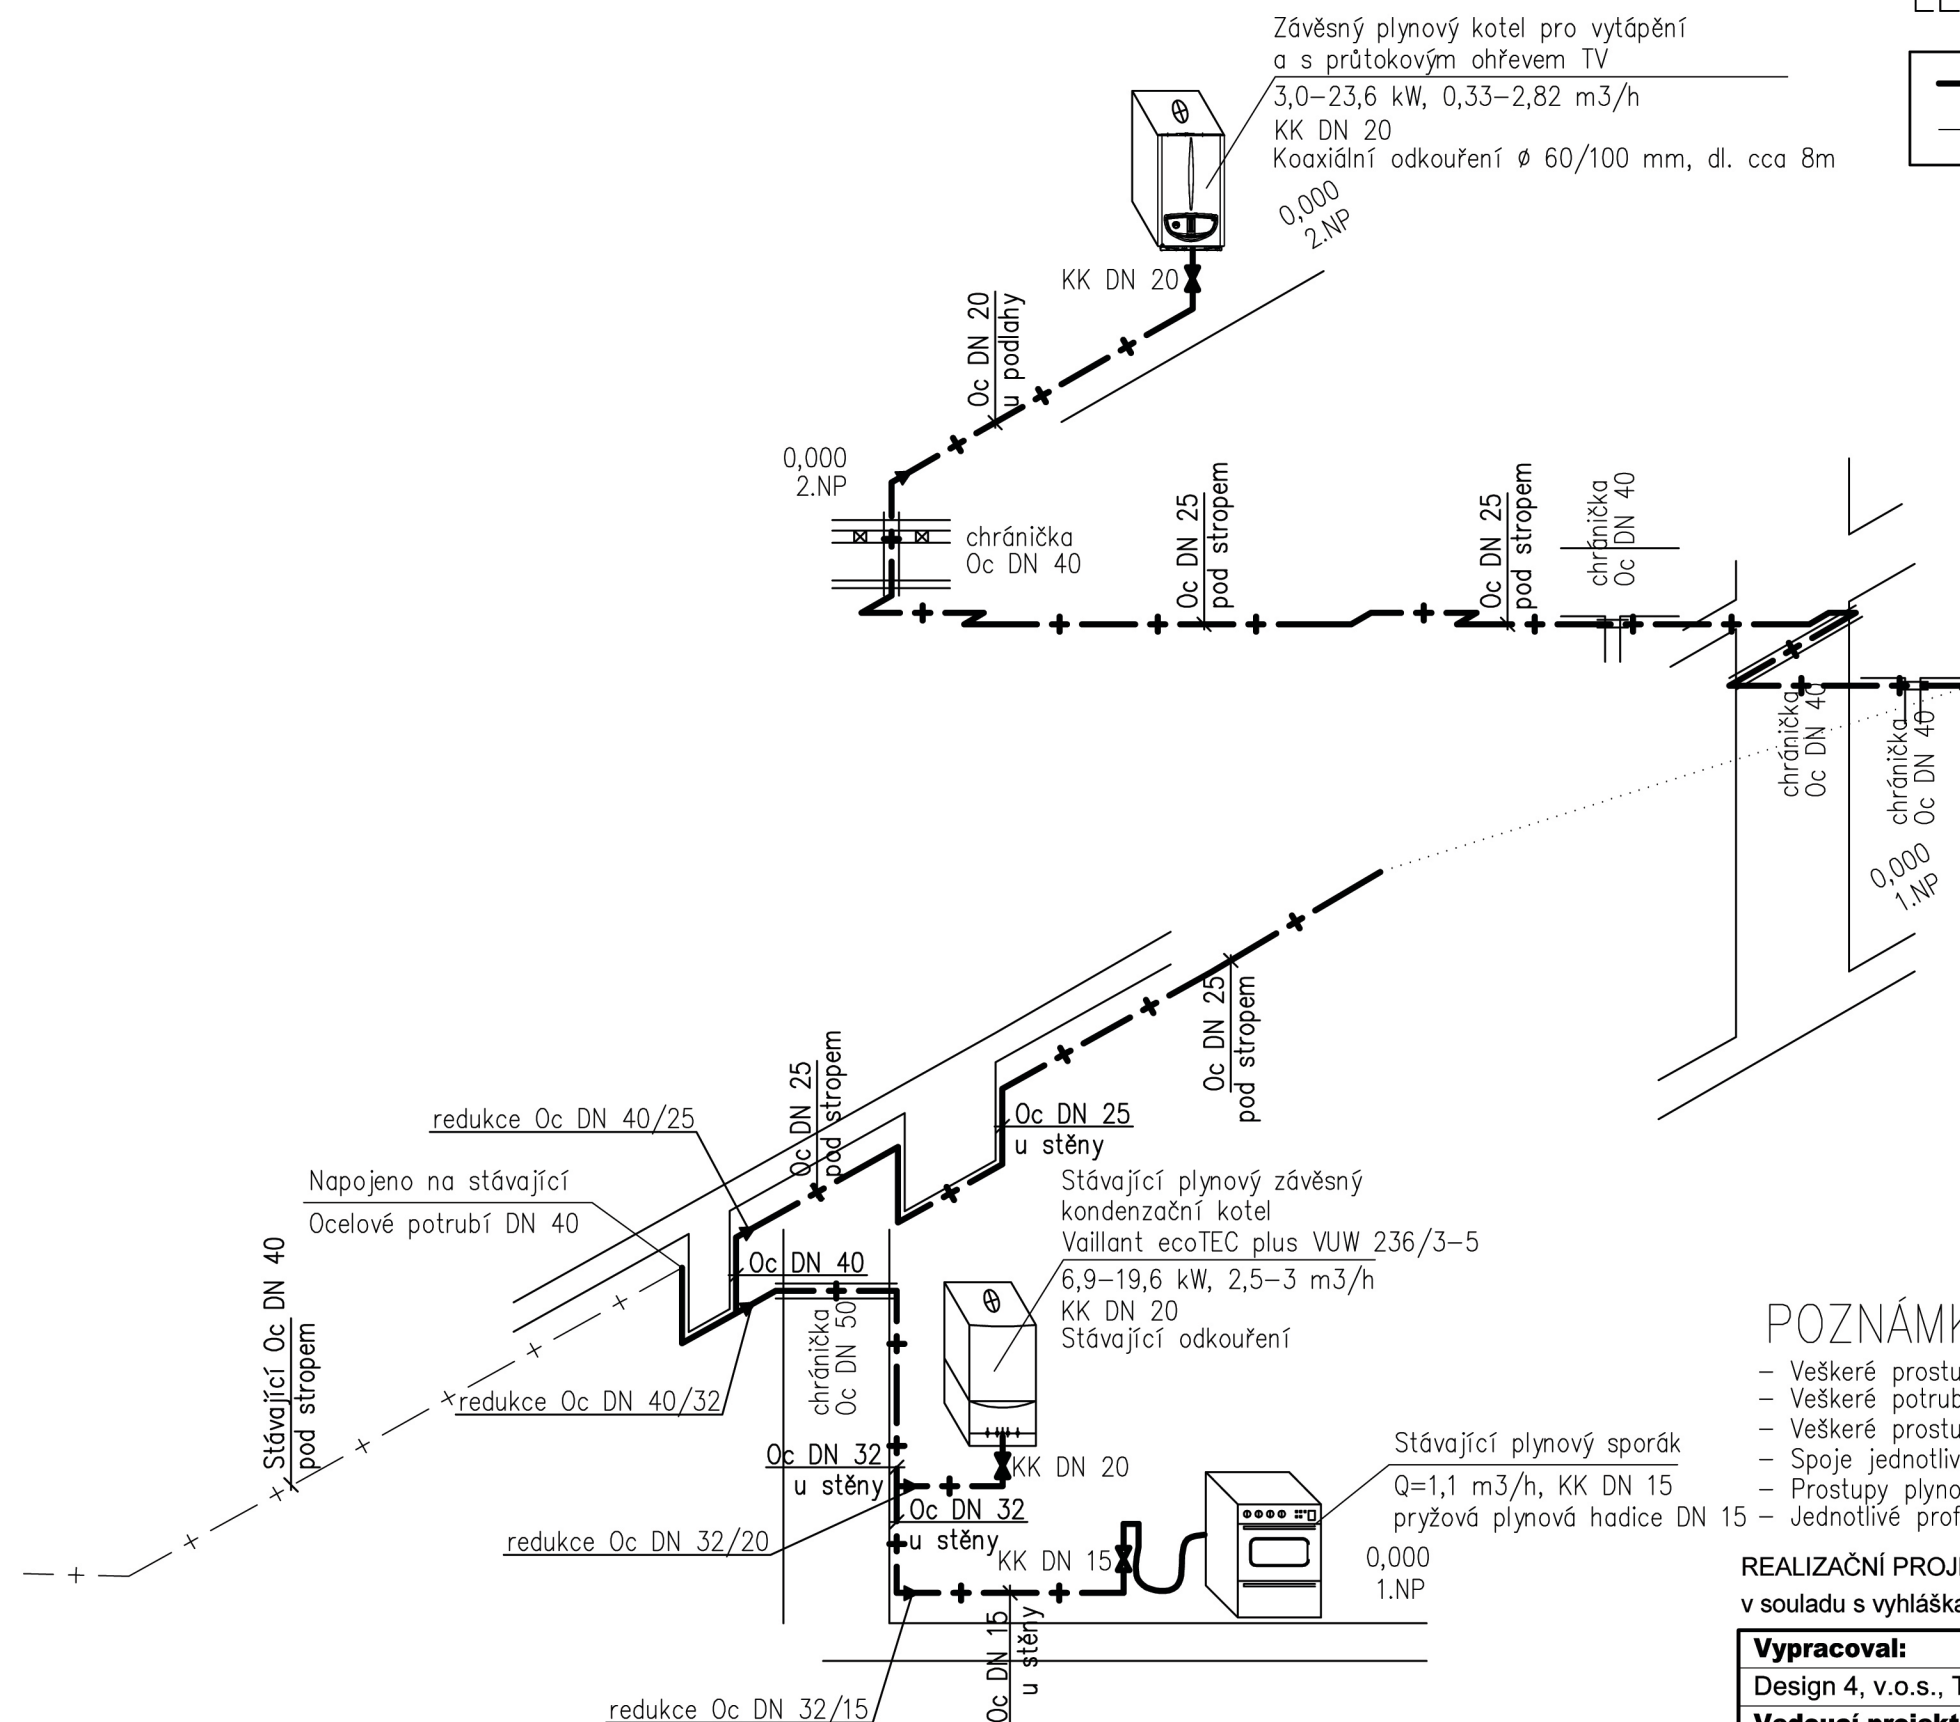 Závěsný plynový kotel pro vytápění
a s průtokovým ohřevem TV
3,0-23,6 kW, 0,33-2,82 m3/h
KK DN 20
Koaxiální odkouření ø 60/100 mm, dl. cca 8m
0,000
2.NP
KK DN 20
Oc DN 20
u podlahy
0,000
2.NP
chránička
Oc DN 40
Oc DN 25
pod stropem
Oc DN 25
pod stropem
chránička
Oc DN 40
chránička
Oc DN 40
chránička
Oc DN 40
0,000
1.NP
Oc DN 25
pod stropem
Oc DN 25
pod stropem
redukce Oc DN 40/25
Oc DN 25
u stěny
Napojeno na stávající
Ocelové potrubí DN 40
Stávající plynový závěsný
kondenzační kotel
Vaillant ecoTEC plus VUW 236/3-5
6,9-19,6 kW, 2,5-3 m3/h
KK DN 20
Stávající odkouření
Oc DN 40
Stávající Oc DN 40
pod stropem
chránička
Oc DN 50
redukce Oc DN 40/32
Oc DN 32
u stěny
KK DN 20
Oc DN 32
u stěny
redukce Oc DN 32/20
KK DN 15
Stávající plynový sporák
Q=1,1 m3/h, KK DN 15
pryžová plynová hadice DN 15
0,000
1.NP
Oc DN 15
u stěny
redukce Oc DN 32/15
POZNÁMK
- Veškeré prostu
- Veškeré potrub
- Veškeré prostu
- Spoje jednotliv
- Prostupy plyno
- Jednotlivé prof
REALIZAČNÍ PROJE
v souladu s vyhláška
Vypracoval:
Design 4, v.o.s., T